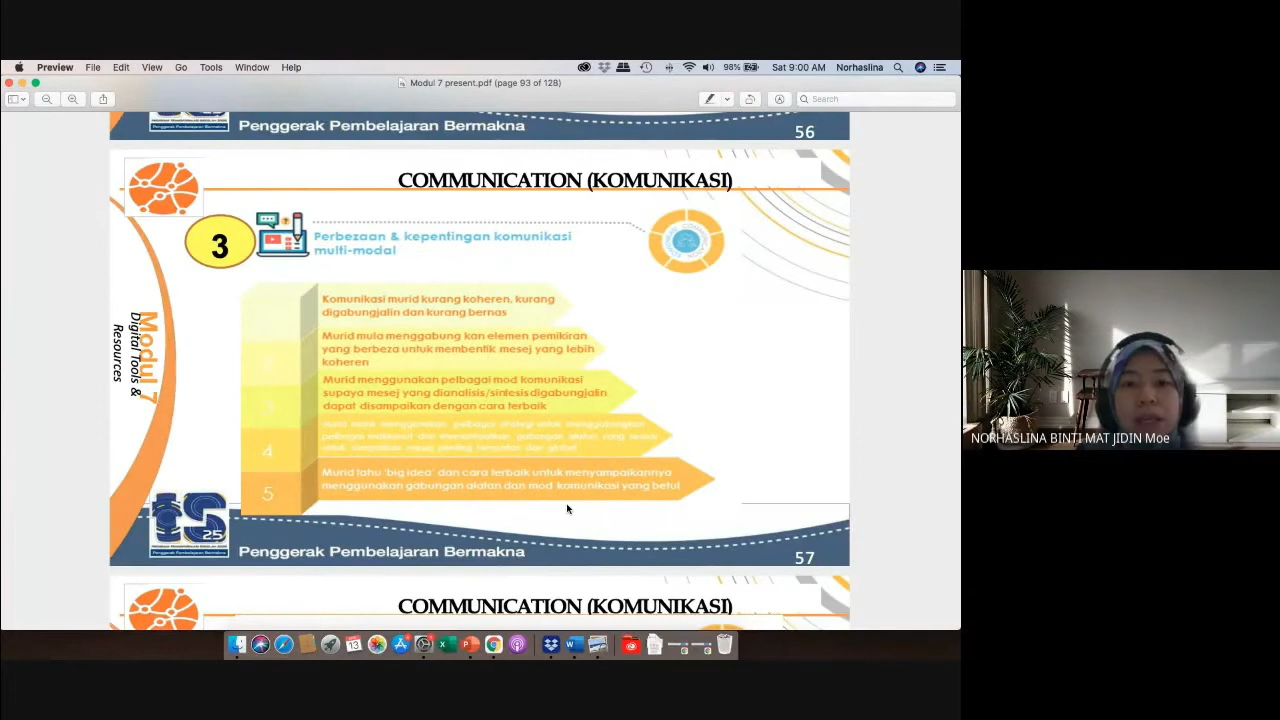 Preview File Edit View Go Tools Window Help
98% Sat 9:00 AM Norhaslina
Modul 7 present.pdf (page 93 of 128)
Search
Penggerak Pembelajaran Bermakna
56
COMMUNICATION (KOMUNIKASI)
3
Perbezaan & kepentingan komunikasi
multi-modal
Modul 7
Digital Tools &
Resources
Komunikasi murid kurang koheren, kurang
digabungjalin dan kurang bernas
Murid mula menggabung kan elemen pemikiran
yang berbeza untuk membentik mesej yang lebih
koheren
3
Murid menggunakan pelbagai mod komunikasi
supaya mesej yang dianalisis/sintesis digabungjalin
dapat disampaikan dengan cara terbaik
4
5
Murid tahu 'big idea' dan cara terbaik untuk menyampaikannya
menggunakan gabungan alatan dan mod komunikasi yang betul
ts
25
Penggerak Pembelajaran Bermakna
57
COMMUNICATION (KOMUNIKASI)
NORHASLINA BINTI MAT JIDIN Moe
13